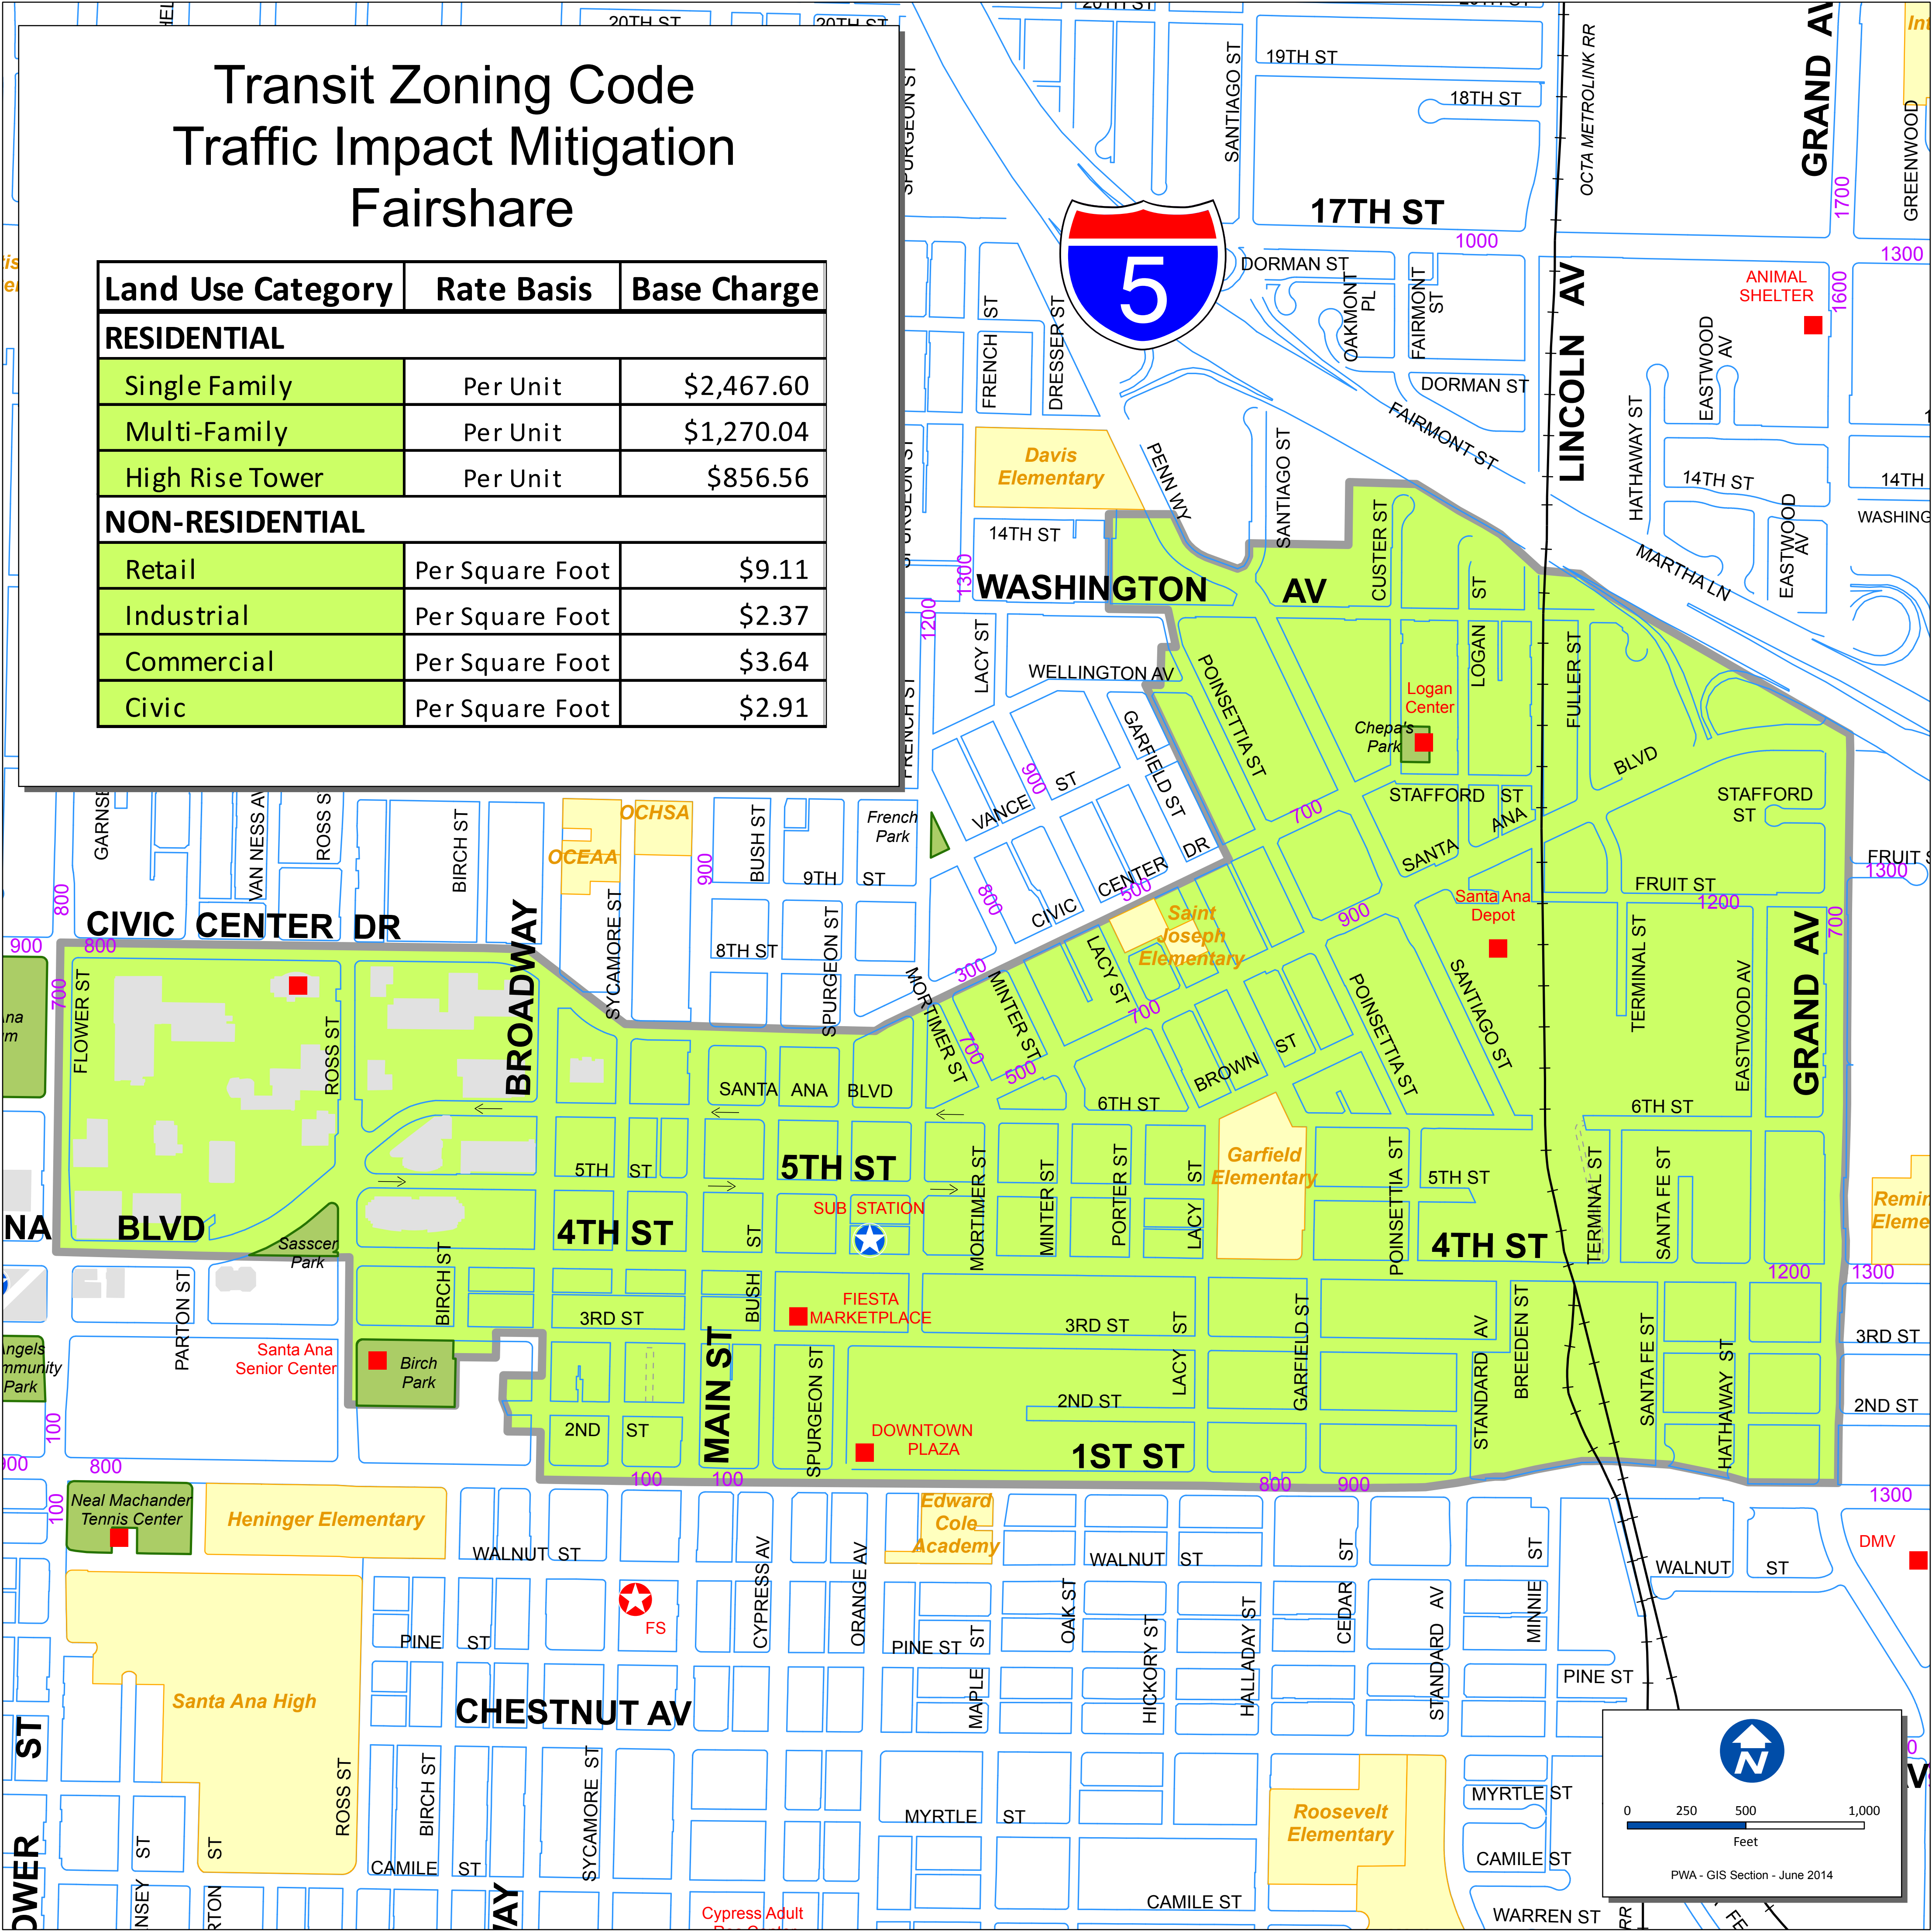 Transit Zoning Code
Traffic Impact Mitigation
Fairshare
Land Use Category Rate Basis Base Charge
RESIDENTIAL
Single Family Per Unit $2,467.60
Multi-Family Per Unit $1,270.04
High Rise Tower Per Unit $856.56
NON-RESIDENTIAL
Retail Per Square Foot $9.11
Industrial Per Square Foot $2.37
Commercial Per Square Foot $3.64
Civic Per Square Foot $2.91
20TH ST
20TH ST
SPURGEON ST
SANTIAGO ST
19TH ST
18TH ST
OCTA METROLINK RR
GRAND AV
1700
GREENWOOD
17TH ST
1000
1300
5
DORMAN ST
OAKMONT
PL
FAIRMONT
ST
LINCOLN AV
ANIMAL
SHELTER
1600
FRENCH ST
DRESSER ST
DORMAN ST
EASTWOOD
AV
FAIRMONT ST
HATHAWAY ST
Davis
Elementary
PENN WY
SANTIAGO ST
14TH ST
14TH
WASHING
EASTWOOD
AV
14TH ST
CUSTER ST
MARTHA LN
1300
WASHINGTON AV
1200
LACY ST
ST
LOGAN
FULLER ST
WELLINGTON AV
POINSETTIA ST
Logan
Center
Chepa's
Park
FRENCH ST
GARFIELD ST
BLVD
900
VANCE ST
700
STAFFORD ST
STAFFORD
ST
ANA
SANTA
GARNSE
VAN NESS AV
ROSS S
BIRCH ST
OCHSA
OCEAA
900
BUSH ST
French
Park
9TH ST
800
CENTER DR
500
CIVIC
FRUIT S
1300
FRUIT ST
1200
800
CIVIC CENTER DR
900
800
BROADWAY
SYCAMORE ST
8TH ST
SPURGEON ST
300
MORTIMER ST
MINTER ST
LACY ST
700
Saint
Joseph
Elementary
900
Santa Ana
Depot
TERMINAL ST
700
GRAND AV
EASTWOOD AV
700
FLOWER ST
ROSS ST
SANTA ANA BLVD
700
500
BROWN ST
POINSETTIA ST
SANTIAGO ST
6TH ST
6TH ST
5TH ST
5TH ST
Garfield
Elementary
5TH ST
POINSETTIA ST
TERMINAL ST
SANTA FE ST
Remin
Eleme
NA BLVD
Sasscer
Park
4TH ST
ST
BUSH
SUB STATION
MORTIMER ST
MINTER ST
PORTER ST
ST
LACY
4TH ST
1200
1300
PARTON ST
BIRCH ST
3RD ST
FIESTA
MARKETPLACE
3RD ST
ST
LACY
GARFIELD ST
AV
STANDARD
BREEDEN ST
SANTA FE ST
HATHAWAY ST
3RD ST
Santa Ana
Senior Center
Birch
Park
MAIN ST
SPURGEON ST
2ND ST
2ND ST
2ND ST
100
DOWNTOWN
PLAZA
1ST ST
800
100
100
800
900
1300
100
Neal Machander
Tennis Center
Heninger Elementary
WALNUT ST
CYPRESS AV
ORANGE AV
Edward
Cole
Academy
WALNUT ST
ST
CEDAR
ST
MINNIE
WALNUT ST
DMV
FS
PINE ST
PINE ST
ST
MAPLE
OAK ST
HICKORY ST
HALLADAY ST
STANDARD AV
PINE ST
Santa Ana High
CHESTNUT AV
ST
ROSS ST
BIRCH ST
SYCAMORE ST
MYRTLE ST
Roosevelt
Elementary
MYRTLE ST
CAMILE ST
CAMILE ST
CAMILE ST
WARREN ST
Cypress Adult
N
0 250 500 1,000
Feet
PWA - GIS Section - June 2014